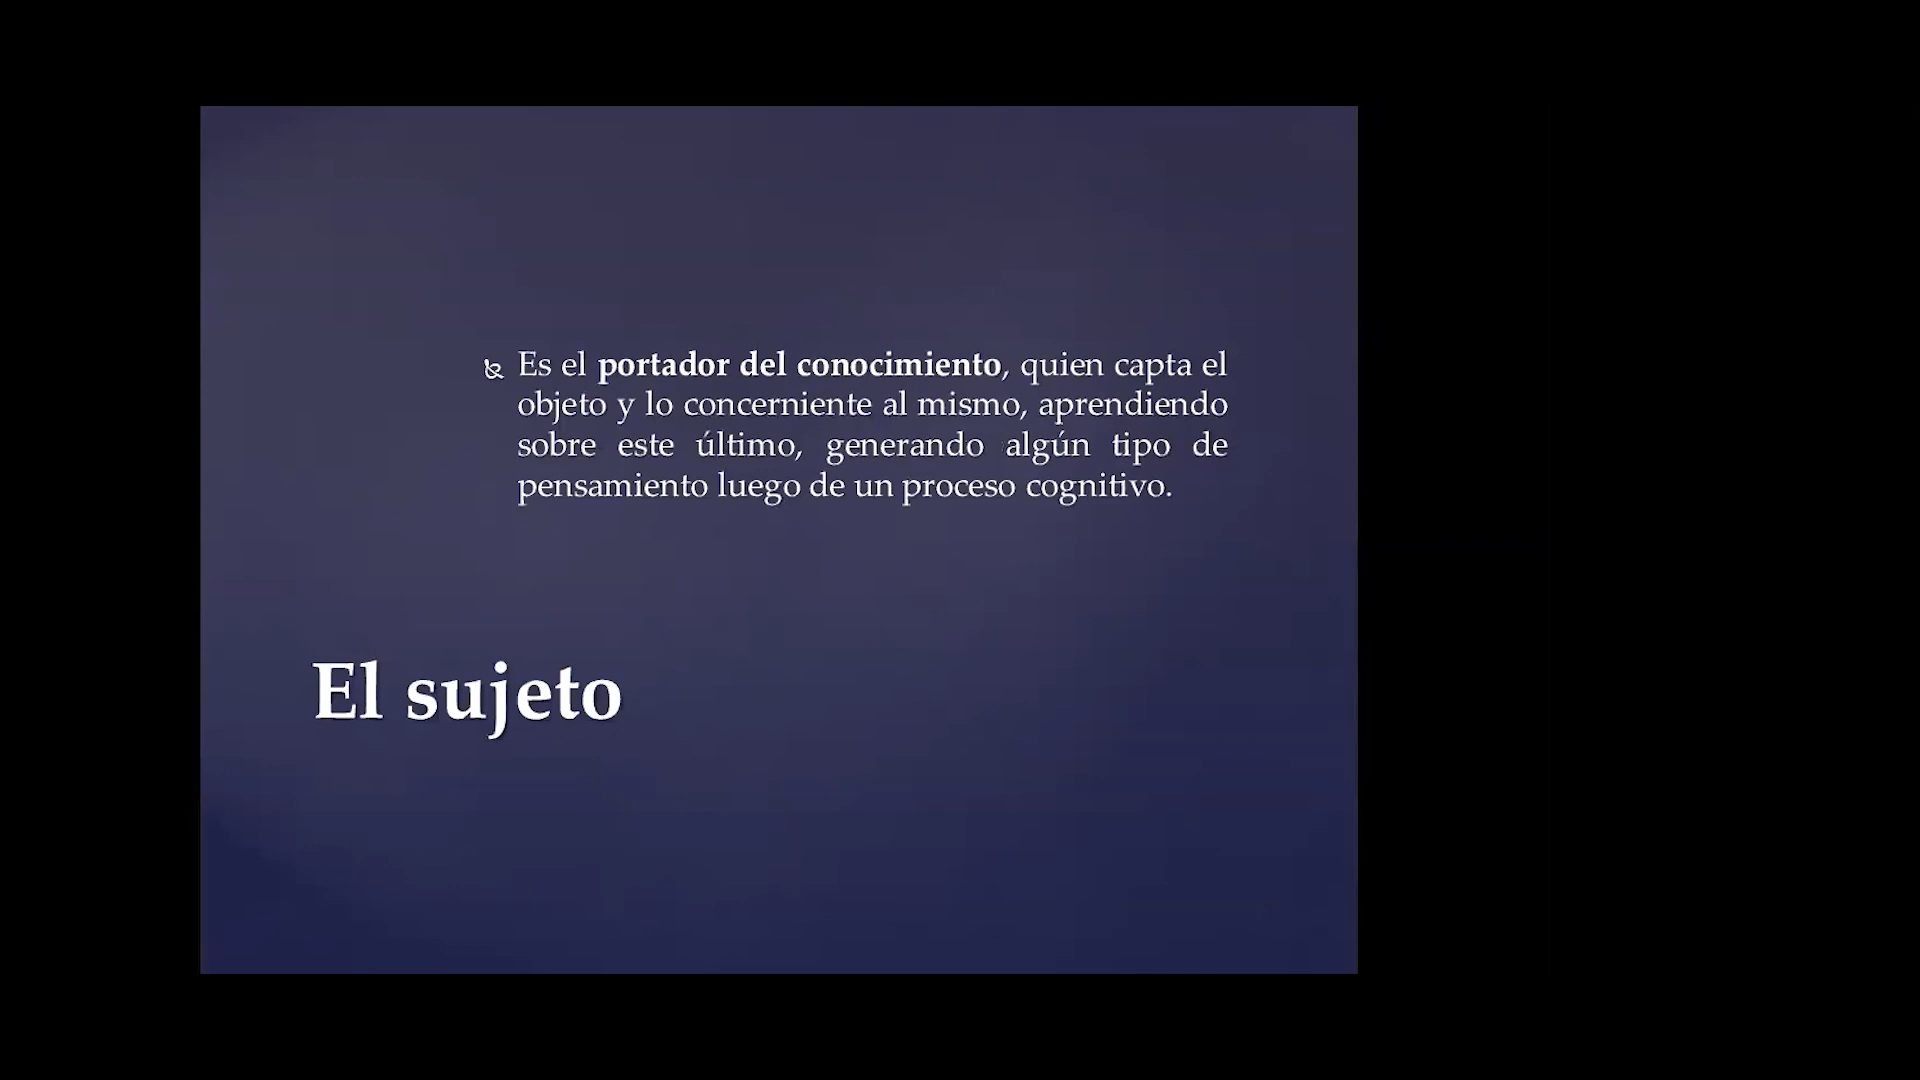 Es el portador del conocimiento, quien capta el
objeto y lo concerniente al mismo, aprendiendo
sobre este último, generando algún tipo de
pensamiento luego de un proceso cognitivo.
El sujeto